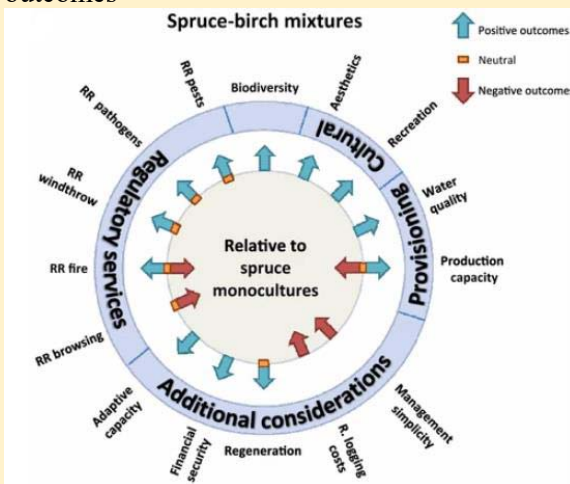 outcomes
Spruce-birch mixtures
Positive outcomes
Neutral
Negative outcome
Biodiversity
Aesthetics
Recreation
Water
quality
Production
capacity
Management
simplicity
R. logging
costs
Regeneration
Financial
security
Adaptive
capacity
RR browsing
RR fire
RR
windthrow
RR pathogens
RR pests
Cultural
Provisioning
Additional considerations
Regulatory services
Relative to
spruce
monocultures